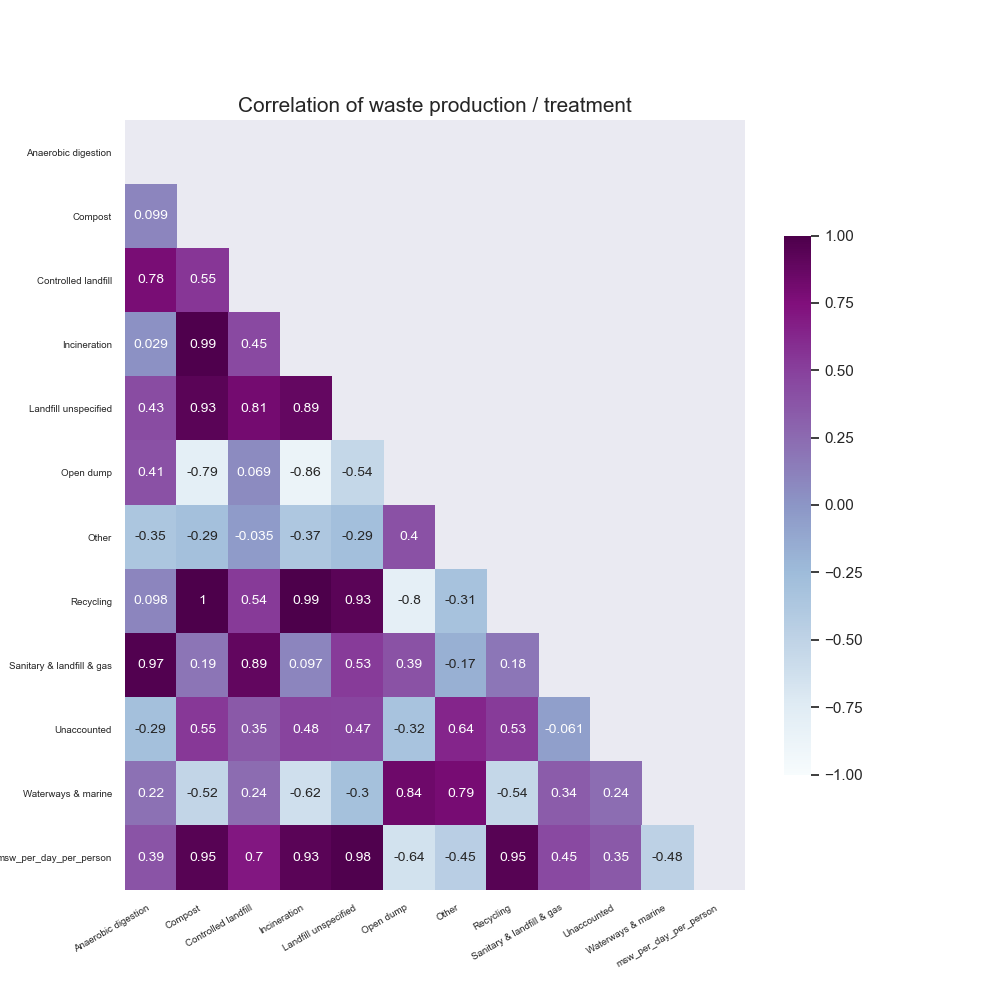 Correlation of waste production / treatment
Anaerobic digestion
Compost 0.099
Controlled landfill 0.78 0.55
Incineration 0.029 0.99 0.45
Landfill unspecified 0.43 0.93 0.81 0.89
Open dump 0.41 -0.79 0.069 -0.86 -0.54
Other -0.35 -0.29 -0.035 -0.37 -0.29 0.4
Recycling 0.098 1 0.54 0.99 0.93 -0.8 -0.31
Sanitary & landfill & gas 0.97 0.19 0.89 0.097 0.53 0.39 -0.17 0.18
Unaccounted -0.29 0.55 0.35 0.48 0.47 -0.32 0.64 0.53 -0.061
Waterways & marine 0.22 -0.52 0.24 -0.62 -0.3 0.84 0.79 -0.54 0.34 0.24
msw_per_day_per_person 0.39 0.95 0.7 0.93 0.98 -0.64 -0.45 0.95 0.45 0.35 -0.48
Anaerobic digestion
Compost
Controlled landfill
Incineration
Landfill unspecified
Open dump
Other
Recycling
Sanitary & landfill & gas
Unaccounted
Waterways & marine
msw_per_day_per_person
1.00
0.75
0.50
0.25
0.00
−0.25
−0.50
−0.75
−1.00